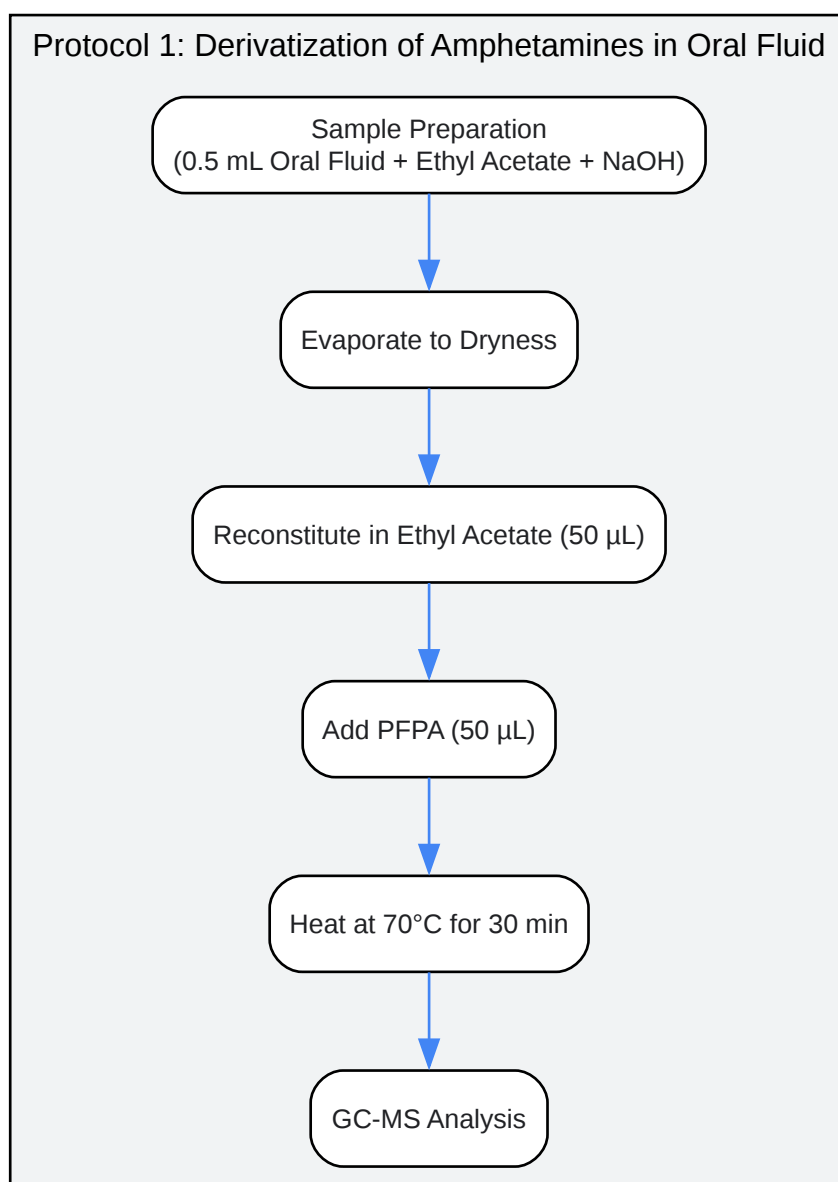 Protocol 1: Derivatization of Amphetamines in Oral Fluid
Sample Preparation
(0.5 mL Oral Fluid + Ethyl Acetate + NaOH)
Evaporate to Dryness
Reconstitute in Ethyl Acetate (50 µL)
Add PFPA (50 µL)
Heat at 70°C for 30 min
GC-MS Analysis